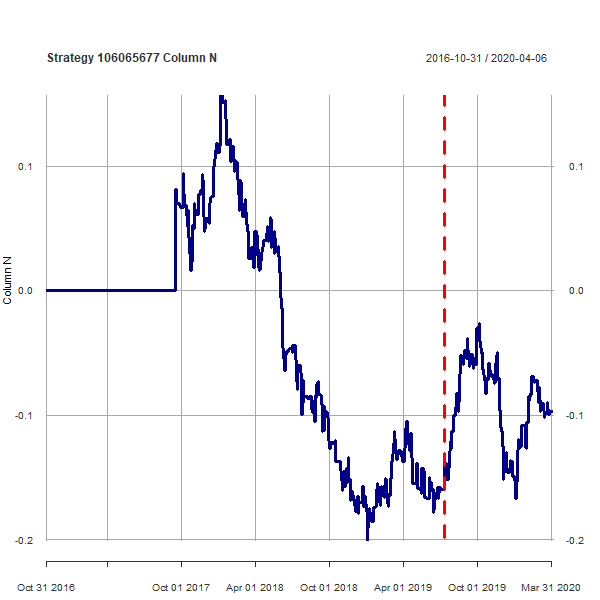 Strategy 106065677 Column N 2016-10-31 / 2020-04-06
0.1 0.1
Column N
0.0 0.0
-0.1 -0.1
-0.2 -0.2
Oct 31 2016 Oct 01 2017 Apr 01 2018 Oct 01 2018 Apr 01 2019 Oct 01 2019 Mar 31 2020